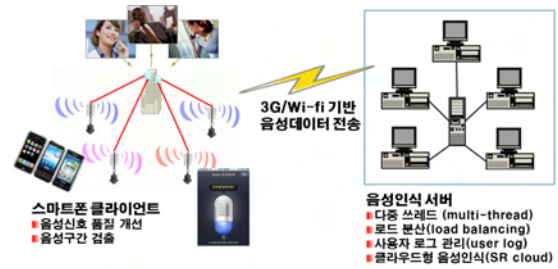 3G/Wi-fi 기반
음성데이터 전송
스마트폰 클라이언트
음성신호 품질 개선
음성구간 검출
음성인식 서버
다중 쓰레드 (multi-thread)
로드 분산(load balancing)
사용자 로그 관리(user log)
클라우드형 음성인식(SR cloud)